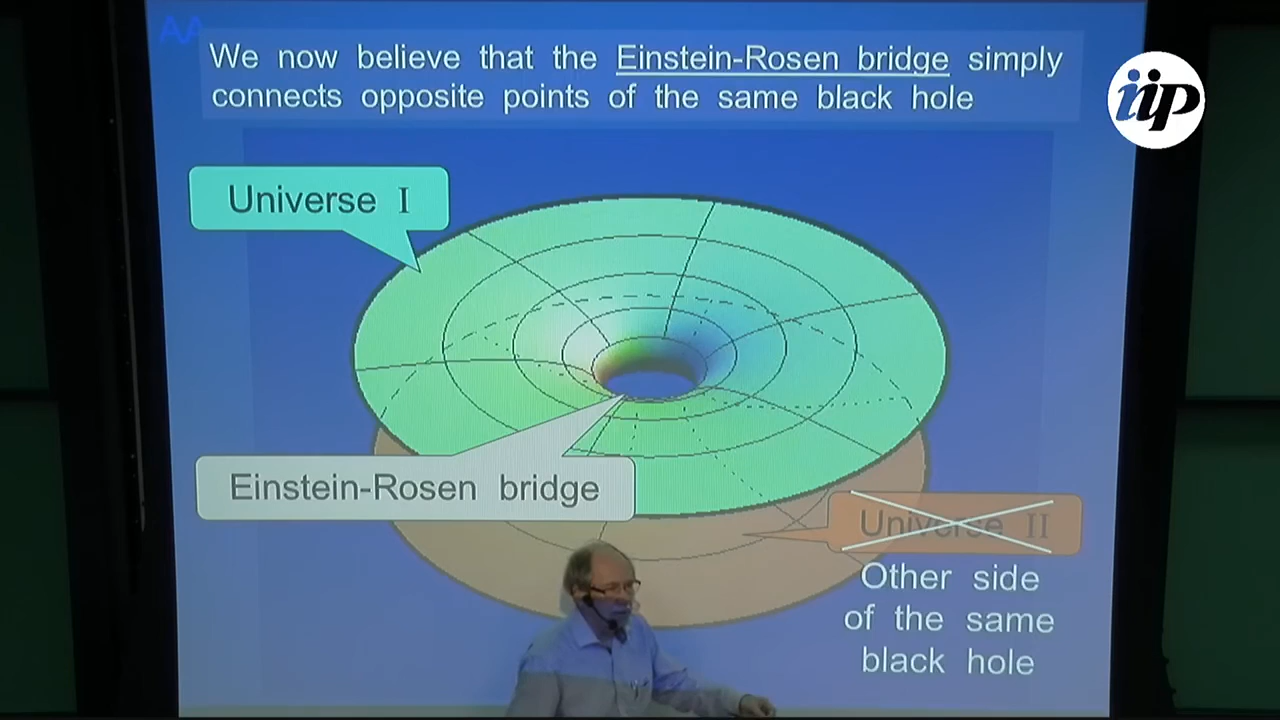 We now believe that the Einstein-Rosen bridge simply
connects opposite points of the same black hole
iip
Universe I
Einstein-Rosen bridge
Universe II
Other side
of the same
black hole